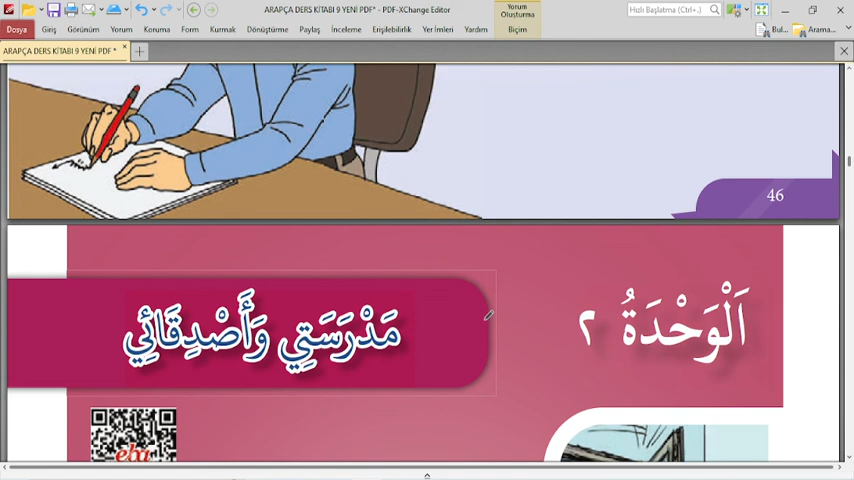 ARAPÇA DERS KİTABI 9 YENİ PDF* - PDF-XChange Editor
Yorum Oluşturma
Hızlı Başlatma (Ctrl+.)
Dosya Giriş Görünüm Yorum Koruma Form Kurmak Dönüştürme Paylaş İnceleme Erişilebilirlik Yer İmleri Yardım Biçim Bul... Arama...
ARAPÇA DERS KİTABI 9 YENİ PDF *
46
اَلْوَحْدَةُ ٢
مَدْرَسَتِي وَأَصْدِقَائِي
eba